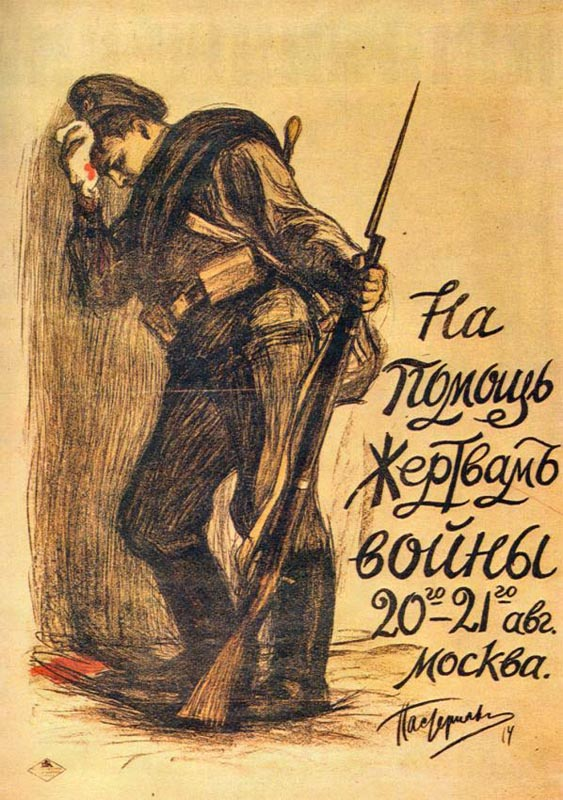 На
помощь
жертвамъ
войны
20го–21го авг.
Москва.
Пастернакъ
14